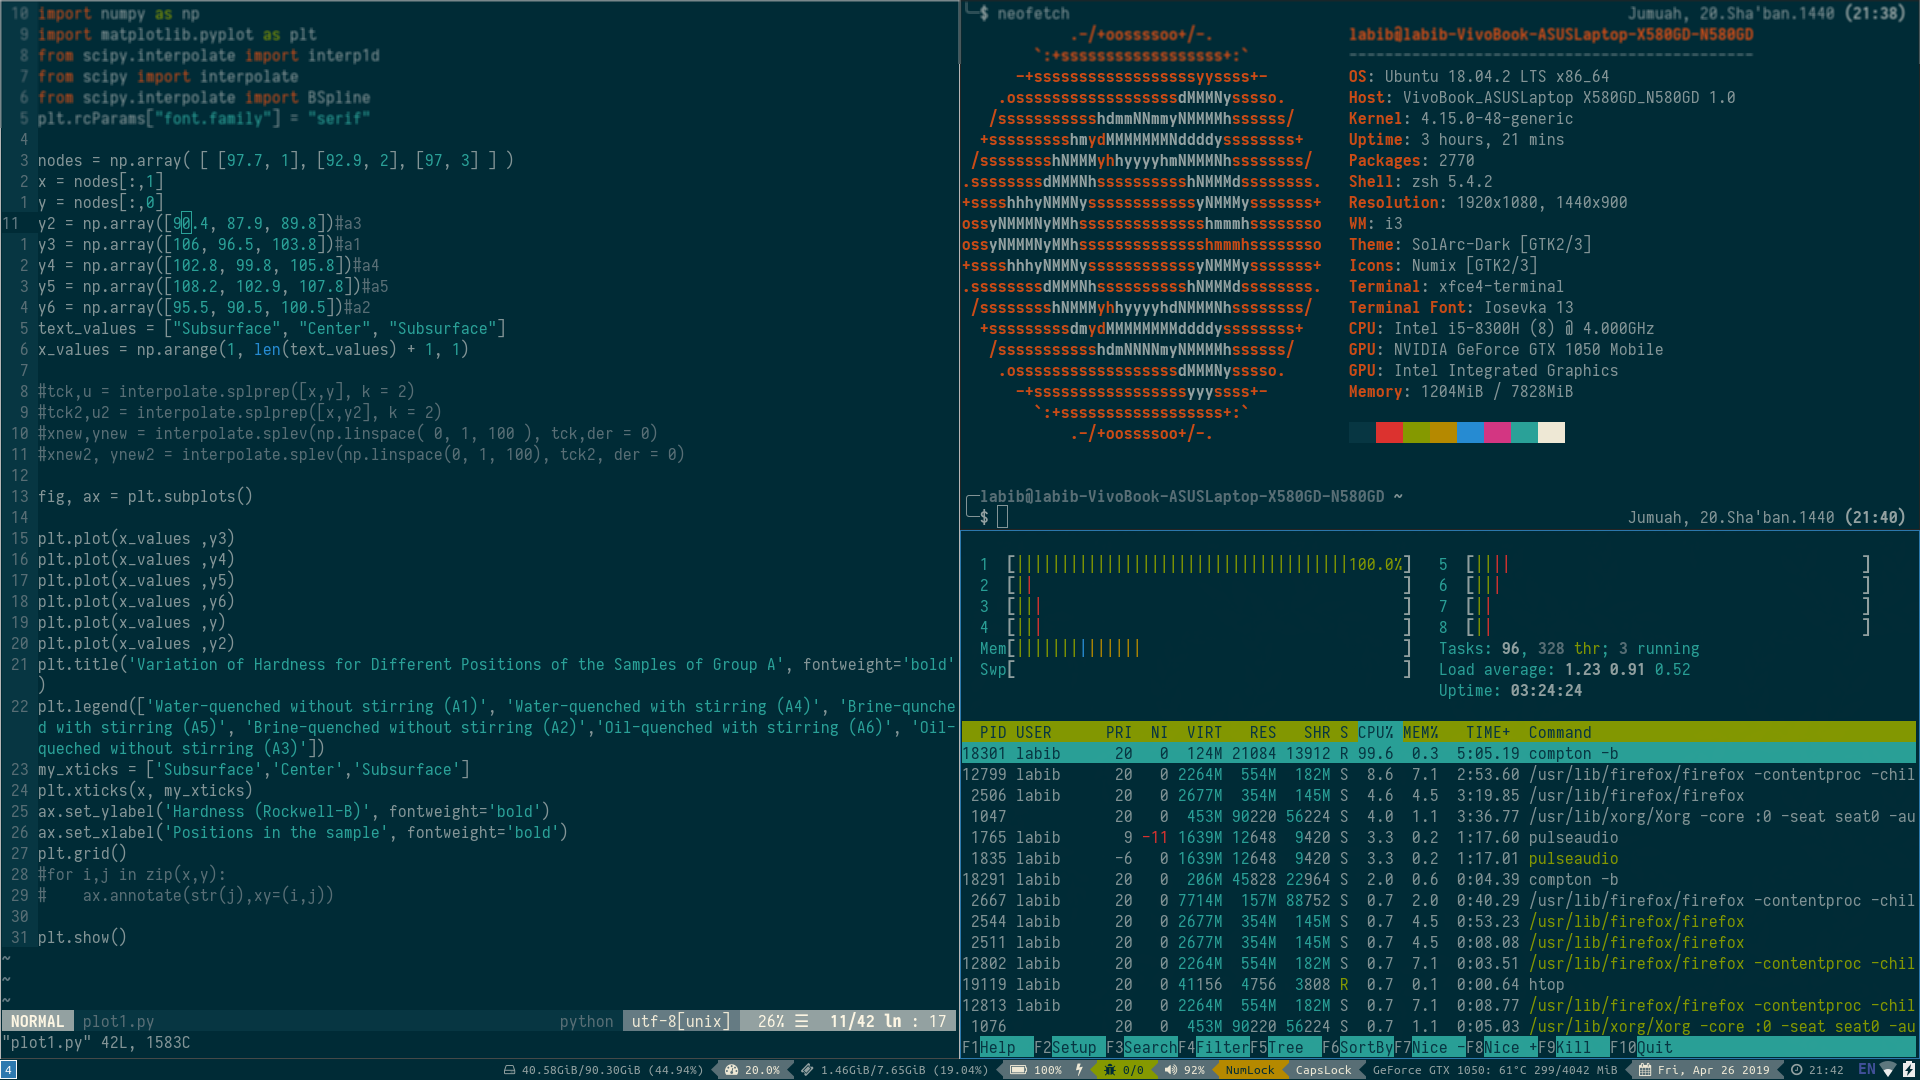 10 import numpy as np
9 import matplotlib.pyplot as plt
8 from scipy.interpolate import interp1d
7 from scipy import interpolate
6 from scipy.interpolate import BSpline
5 plt.rcParams["font.family"] = "serif"
4
3 nodes = np.array( [ [97.7, 1], [92.9, 2], [97, 3] ] )
2 x = nodes[:,1]
1 y = nodes[:,0]
11 y2 = np.array([90.4, 87.9, 89.8])#a3
1 y3 = np.array([106, 96.5, 103.8])#a1
2 y4 = np.array([102.8, 99.8, 105.8])#a4
3 y5 = np.array([108.2, 102.9, 107.8])#a5
4 y6 = np.array([95.5, 90.5, 100.5])#a2
5 text_values = ["Subsurface", "Center", "Subsurface"]
6 x_values = np.arange(1, len(text_values) + 1, 1)
7
8 #tck,u = interpolate.splprep([x,y], k = 2)
9 #tck2,u2 = interpolate.splprep([x,y2], k = 2)
10 #xnew,ynew = interpolate.splev(np.linspace( 0, 1, 100 ), tck,der = 0)
11 #xnew2, ynew2 = interpolate.splev(np.linspace(0, 1, 100), tck2, der = 0)
12
13 fig, ax = plt.subplots()
14
15 plt.plot(x_values ,y3)
16 plt.plot(x_values ,y4)
17 plt.plot(x_values ,y5)
18 plt.plot(x_values ,y6)
19 plt.plot(x_values ,y)
20 plt.plot(x_values ,y2)
21 plt.title('Variation of Hardness for Different Positions of the Samples of Group A', fontweight='bold'
)
22 plt.legend(['Water-quenched without stirring (A1)', 'Water-quenched with stirring (A4)', 'Brine-qunche
d with stirring (A5)', 'Brine-quenched without stirring (A2)','Oil-quenched with stirring (A6)', 'Oil-
queched without stirring (A3)'])
23 my_xticks = ['Subsurface','Center','Subsurface']
24 plt.xticks(x, my_xticks)
25 ax.set_ylabel('Hardness (Rockwell-B)', fontweight='bold')
26 ax.set_xlabel('Positions in the sample', fontweight='bold')
27 plt.grid()
28 #for i,j in zip(x,y):
29 #    ax.annotate(str(j),xy=(i,j))
30
31 plt.show()
~
~
~
NORMAL plot1.py python utf-8[unix] 26% ☰ 11/42 ln : 17
"plot1.py" 42L, 1583C
$ neofetch Jumuah, 20.Sha'ban.1440 (21:38)
.-/+oossssoo+/-.
`:+ssssssssssssssssss+:`
-+ssssssssssssssssssyyssss+-
.ossssssssssssssssssdMMMNysssso.
/ssssssssssshdmmNNmmyNMMMMhssssss/
+ssssssssshmydMMMMMMMNddddyssssssss+
/sssssssshNMMMyhhyyyyhmNMMMNhssssssss/
.ssssssssdMMMNhsssssssssshNMMMdssssssss.
+sssshhhyNMMNyssssssssssssyNMMMysssssss+
ossyNMMMNyMMhsssssssssssssshmmmhssssssso
ossyNMMMNyMMhsssssssssssssshmmmhssssssso
+sssshhhyNMMNyssssssssssssyNMMMysssssss+
.ssssssssdMMMNhsssssssssshNMMMdssssssss.
/sssssssshNMMMyhhyyyyhdNMMMNhssssssss/
+sssssssssdmydMMMMMMMMddddyssssssss+
/ssssssssssshdmNNNNmyNMMMMhssssss/
.ossssssssssssssssssdMMMNysssso.
-+sssssssssssssssssyyyssss+-
`:+ssssssssssssssssss+:`
.-/+oossssoo+/-.
labib@labib-VivoBook-ASUSLaptop-X580GD-N580GD
---------------------------------------------
OS: Ubuntu 18.04.2 LTS x86_64
Host: VivoBook_ASUSLaptop X580GD_N580GD 1.0
Kernel: 4.15.0-48-generic
Uptime: 3 hours, 21 mins
Packages: 2770
Shell: zsh 5.4.2
Resolution: 1920x1080, 1440x900
WM: i3
Theme: SolArc-Dark [GTK2/3]
Icons: Numix [GTK2/3]
Terminal: xfce4-terminal
Terminal Font: Iosevka 13
CPU: Intel i5-8300H (8) @ 4.000GHz
GPU: NVIDIA GeForce GTX 1050 Mobile
GPU: Intel Integrated Graphics
Memory: 1204MiB / 7828MiB
labib@labib-VivoBook-ASUSLaptop-X580GD-N580GD ~
$ Jumuah, 20.Sha'ban.1440 (21:40)
1 [|||||||||||||||||||||||||||||||||||||100.0%] 5 [|||| ]
2 [|| ] 6 [||| ]
3 [||| ] 7 [|| ]
4 [||| ] 8 [|| ]
Mem[|||||||||||||| ] Tasks: 96, 328 thr; 3 running
Swp[ ] Load average: 1.23 0.91 0.52
Uptime: 03:24:24
PID USER PRI NI VIRT RES SHR S CPU% MEM% TIME+ Command
18301 labib 20 0 124M 21084 13912 R 99.6 0.3 5:05.19 compton -b
12799 labib 20 0 2264M 554M 182M S 8.6 7.1 2:53.60 /usr/lib/firefox/firefox -contentproc -chil
2506 labib 20 0 2677M 354M 145M S 4.6 4.5 3:19.85 /usr/lib/firefox/firefox
1047 20 0 453M 90220 56224 S 4.0 1.1 3:36.77 /usr/lib/xorg/Xorg -core :0 -seat seat0 -au
1765 labib 9 -11 1639M 12648 9420 S 3.3 0.2 1:17.60 pulseaudio
1835 labib -6 0 1639M 12648 9420 S 3.3 0.2 1:17.01 pulseaudio
18291 labib 20 0 206M 45828 22964 S 2.0 0.6 0:04.39 compton -b
2667 labib 20 0 7714M 157M 88752 S 0.7 2.0 0:40.29 /usr/lib/firefox/firefox -contentproc -chil
2544 labib 20 0 2677M 354M 145M S 0.7 4.5 0:53.23 /usr/lib/firefox/firefox
2511 labib 20 0 2677M 354M 145M S 0.7 4.5 0:08.08 /usr/lib/firefox/firefox
12802 labib 20 0 2264M 554M 182M S 0.7 7.1 0:03.51 /usr/lib/firefox/firefox -contentproc -chil
19119 labib 20 0 41156 4756 3808 R 0.7 0.1 0:00.64 htop
12813 labib 20 0 2264M 554M 182M S 0.7 7.1 0:08.77 /usr/lib/firefox/firefox -contentproc -chil
1076 20 0 453M 90220 56224 S 0.7 1.1 0:05.03 /usr/lib/xorg/Xorg -core :0 -seat seat0 -au
F1Help F2Setup F3SearchF4FilterF5Tree F6SortByF7Nice -F8Nice +F9Kill F10Quit
4 40.58GiB/90.30GiB (44.94%) 20.0% 1.46GiB/7.65GiB (19.04%) 100% 0/0 92% NumLock CapsLock GeForce GTX 1050: 61°C 299/4042 MiB Fri, Apr 26 2019 21:42 EN